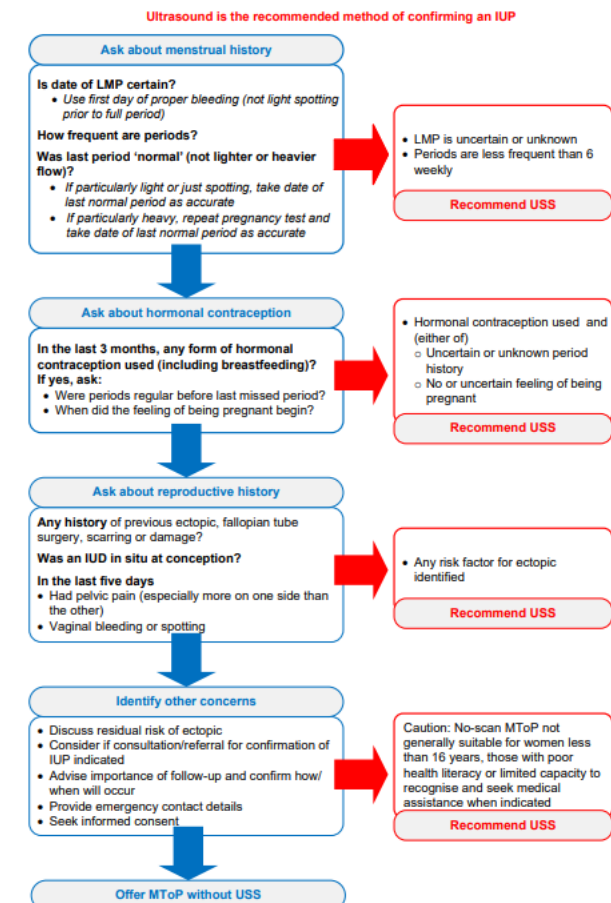 Ultrasound is the recommended method of confirming an IUP
Ask about menstrual history
Is date of LMP certain?
• Use first day of proper bleeding (not light spotting
prior to full period)
How frequent are periods?
Was last period ‘normal’ (not lighter or heavier
flow)?
• If particularly light or just spotting, take date of
last normal period as accurate
• If particularly heavy, repeat pregnancy test and
take date of last normal period as accurate
• LMP is uncertain or unknown
• Periods are less frequent than 6
weekly
Recommend USS
Ask about hormonal contraception
In the last 3 months, any form of hormonal
contraception used (including breastfeeding)?
If yes, ask:
• Were periods regular before last missed period?
• When did the feeling of being pregnant begin?
• Hormonal contraception used and
(either of)
o Uncertain or unknown period
history
o No or uncertain feeling of being
pregnant
Recommend USS
Ask about reproductive history
Any history of previous ectopic, fallopian tube
surgery, scarring or damage?
Was an IUD in situ at conception?
In the last five days
• Had pelvic pain (especially more on one side than
the other)
• Vaginal bleeding or spotting
• Any risk factor for ectopic
identified
Recommend USS
Identify other concerns
• Discuss residual risk of ectopic
• Consider if consultation/referral for confirmation of
IUP indicated
• Advise importance of follow-up and confirm how/
when will occur
• Provide emergency contact details
• Seek informed consent
Caution: No-scan MToP not
generally suitable for women less
than 16 years, those with poor
health literacy or limited capacity to
recognise and seek medical
assistance when indicated
Recommend USS
Offer MToP without USS